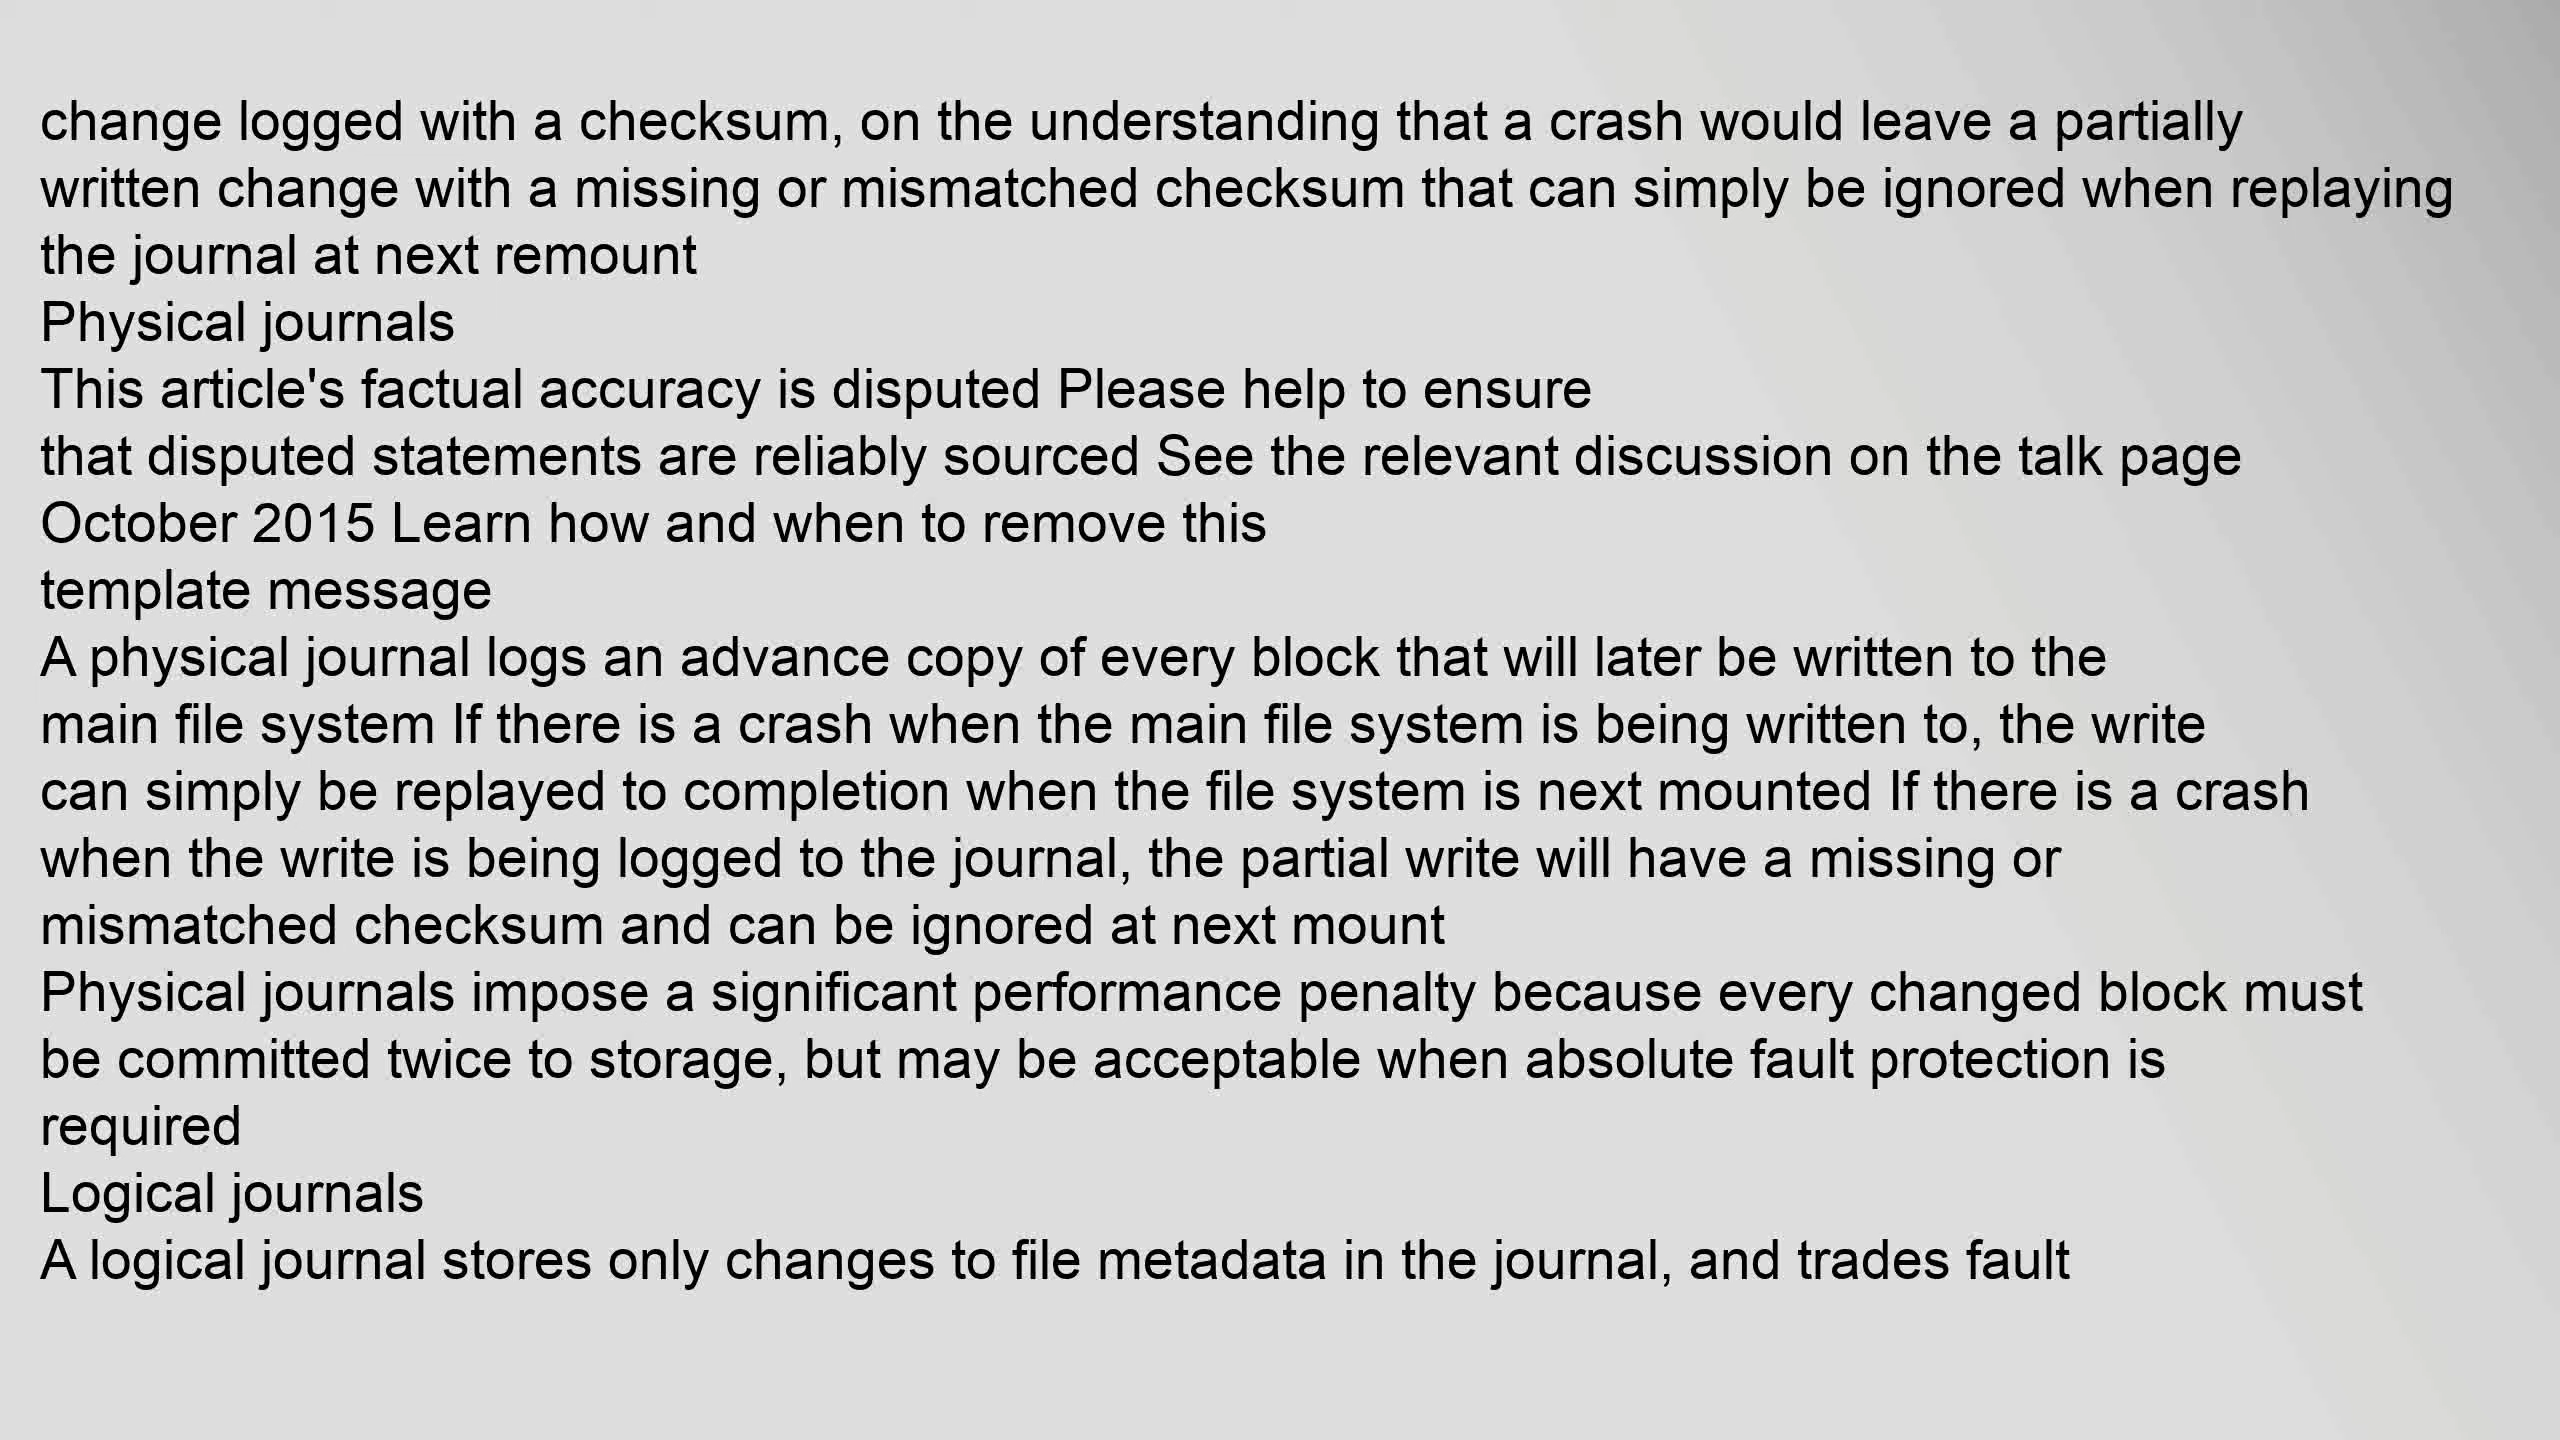 change logged with a checksum, on the understanding that a crash would leave a partially
written change with a missing or mismatched checksum that can simply be ignored when replaying
the journal at next remount
Physical journals
This article's factual accuracy is disputed Please help to ensure
that disputed statements are reliably sourced See the relevant discussion on the talk page
October 2015 Learn how and when to remove this
template message
A physical journal logs an advance copy of every block that will later be written to the
main file system If there is a crash when the main file system is being written to, the write
can simply be replayed to completion when the file system is next mounted If there is a crash
when the write is being logged to the journal, the partial write will have a missing or
mismatched checksum and can be ignored at next mount
Physical journals impose a significant performance penalty because every changed block must
be committed twice to storage, but may be acceptable when absolute fault protection is
required
Logical journals
A logical journal stores only changes to file metadata in the journal, and trades fault